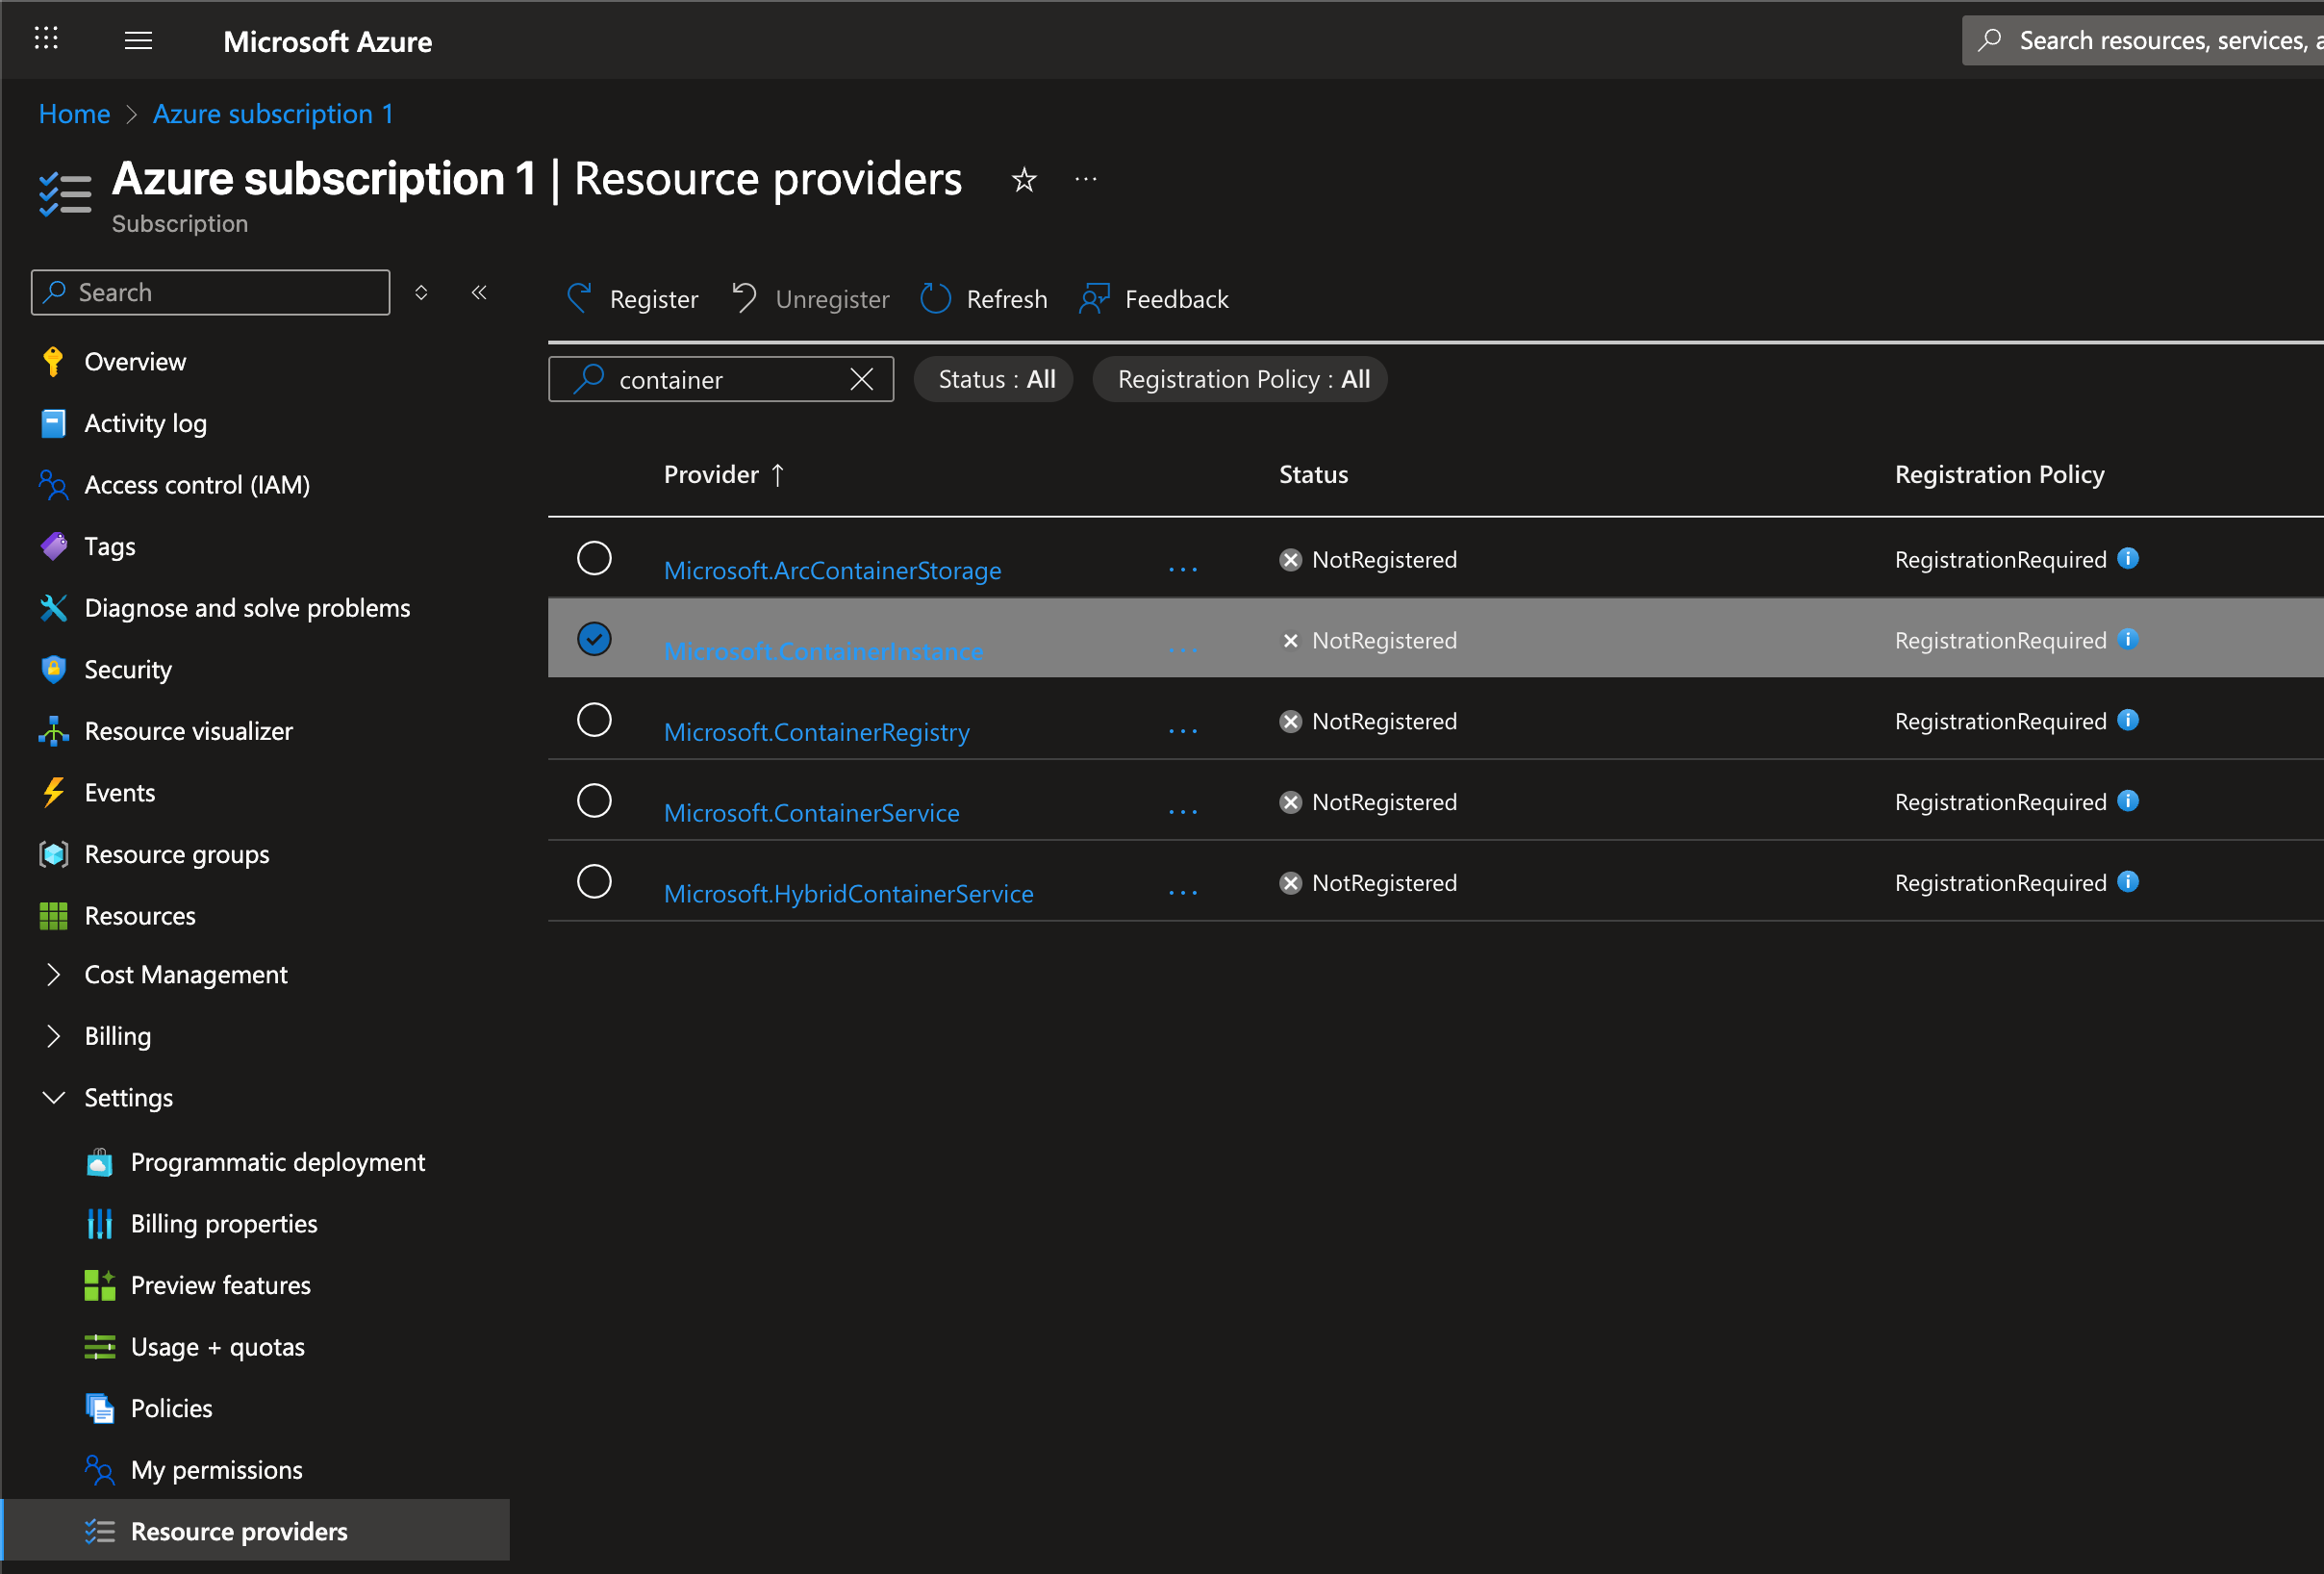 Microsoft Azure
Search resources, services, a
Home > Azure subscription 1
Azure subscription 1 | Resource providers
Subscription
Search
Register Unregister Refresh Feedback
container
Status : All
Registration Policy : All
Provider ↑ Status Registration Policy
Microsoft.ArcContainerStorage ... NotRegistered RegistrationRequired
Microsoft.ContainerInstance ... NotRegistered RegistrationRequired
Microsoft.ContainerRegistry ... NotRegistered RegistrationRequired
Microsoft.ContainerService ... NotRegistered RegistrationRequired
Microsoft.HybridContainerService ... NotRegistered RegistrationRequired
Overview
Activity log
Access control (IAM)
Tags
Diagnose and solve problems
Security
Resource visualizer
Events
Resource groups
Resources
Cost Management
Billing
Settings
Programmatic deployment
Billing properties
Preview features
Usage + quotas
Policies
My permissions
Resource providers